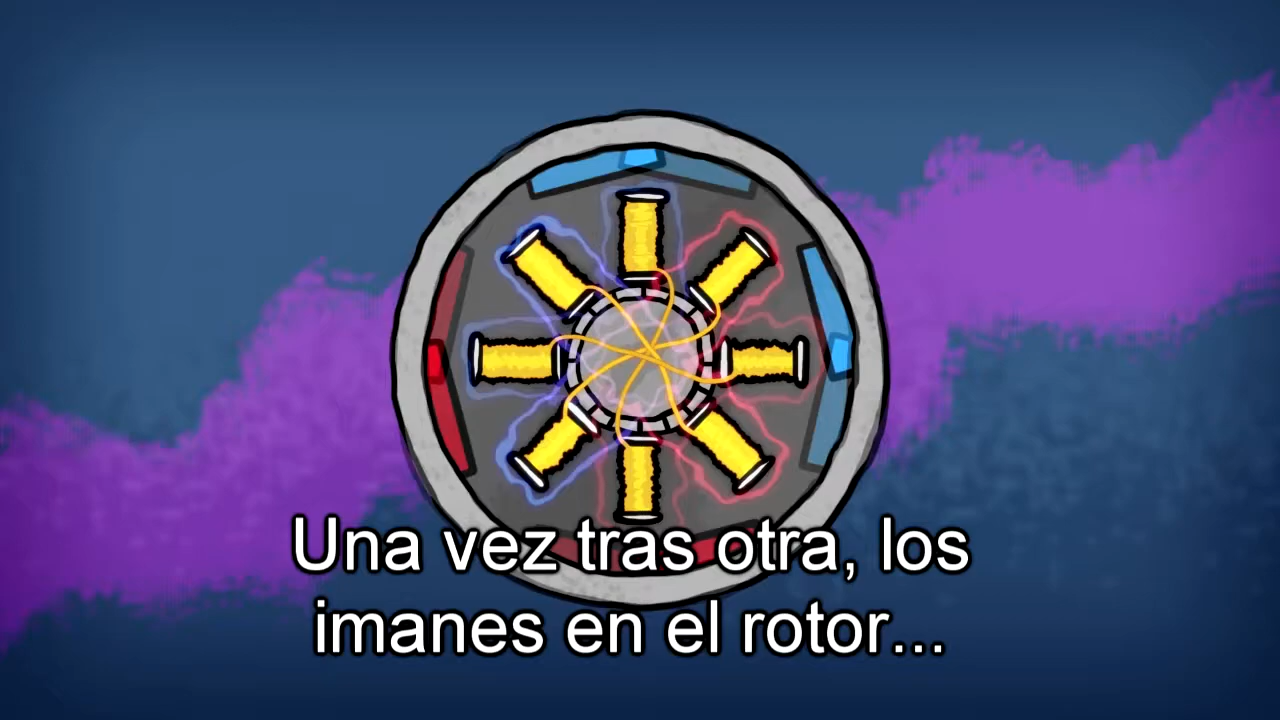 Una vez tras otra, los
imanes en el rotor...